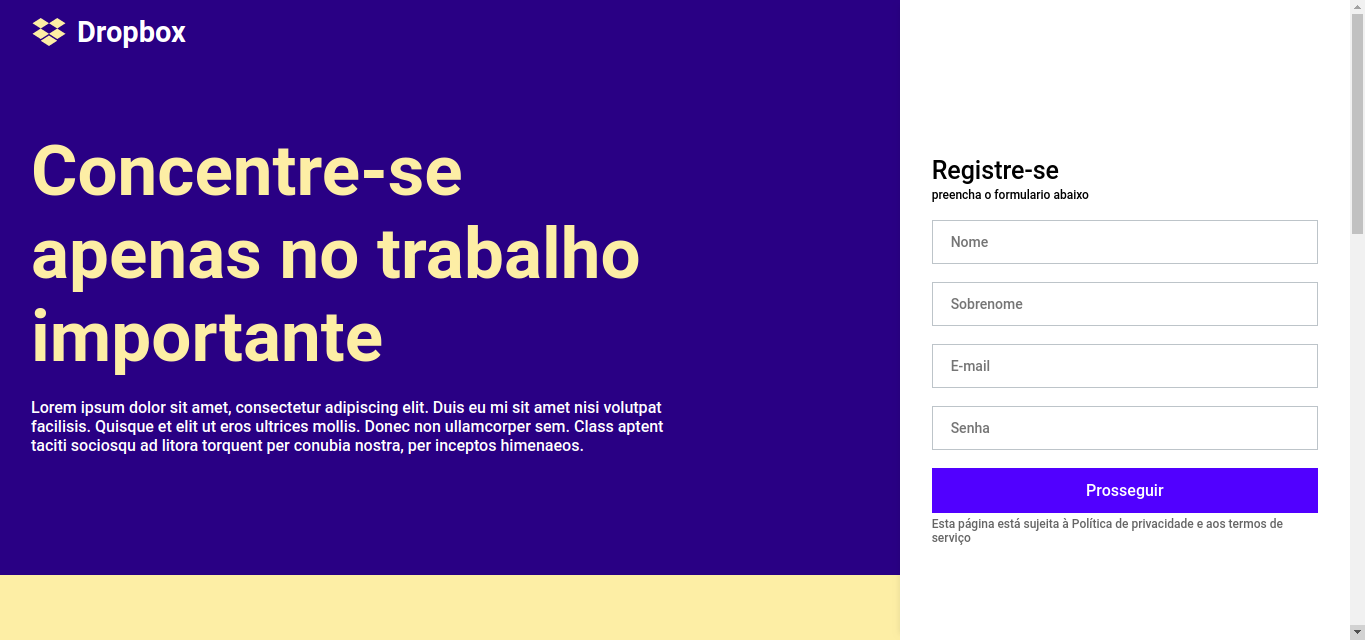 Dropbox
Concentre-se
apenas no trabalho
importante
Lorem ipsum dolor sit amet, consectetur adipiscing elit. Duis eu mi sit amet nisi volutpat
facilisis. Quisque et elit ut eros ultrices mollis. Donec non ullamcorper sem. Class aptent
taciti sociosqu ad litora torquent per conubia nostra, per inceptos himenaeos.
Registre-se
preencha o formulario abaixo
Nome
Sobrenome
E-mail
Senha
Prosseguir
Esta página está sujeita à Política de privacidade e aos termos de
serviço